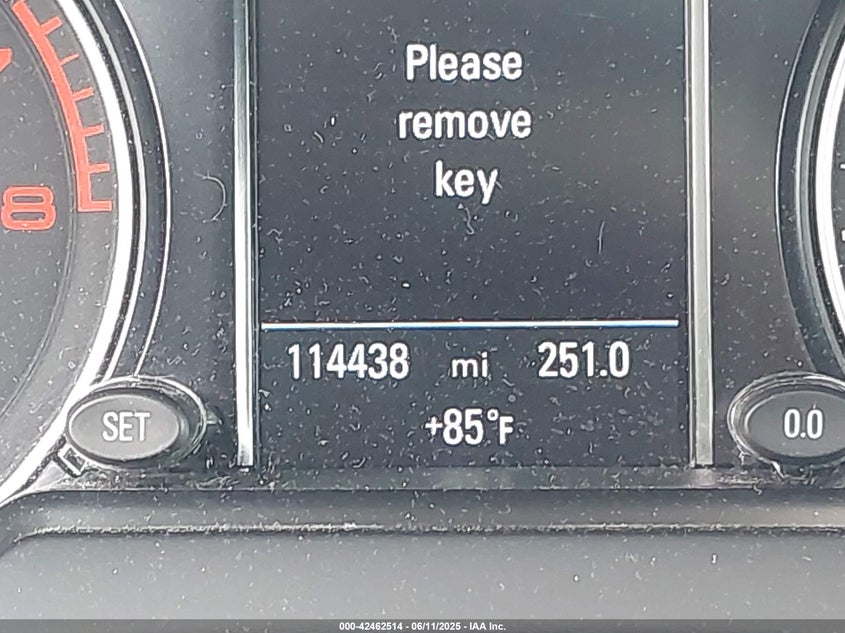 Please
remove
key
8
114438 mi 251.0
+85°F
SET
0.0
000-42462514 - 06/11/2025 - IAA Inc.